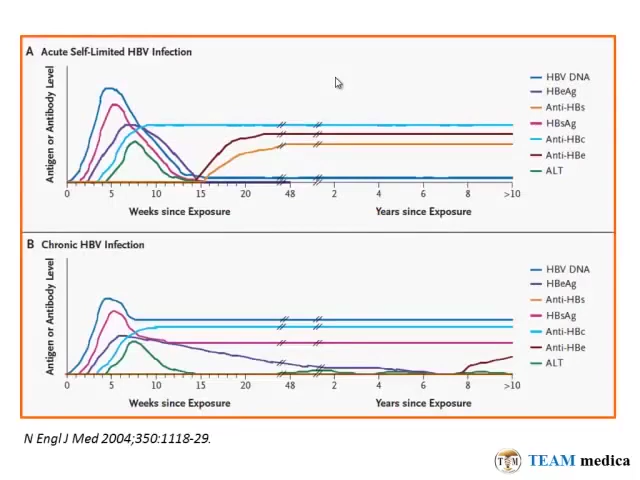 A Acute Self-Limited HBV Infection
Antigen or Antibody Level
HBV DNA
HBeAg
Anti-HBs
HBsAg
Anti-HBc
Anti-HBe
ALT
0 5 10 15 20 48 2 4 6 8 >10
Weeks since Exposure Years since Exposure
B Chronic HBV Infection
Antigen or Antibody Level
HBV DNA
HBeAg
Anti-HBs
HBsAg
Anti-HBc
Anti-HBe
ALT
0 5 10 15 20 48 2 4 6 8 >10
Weeks since Exposure Years since Exposure
N Engl J Med 2004;350:1118-29.
TM TEAM medica